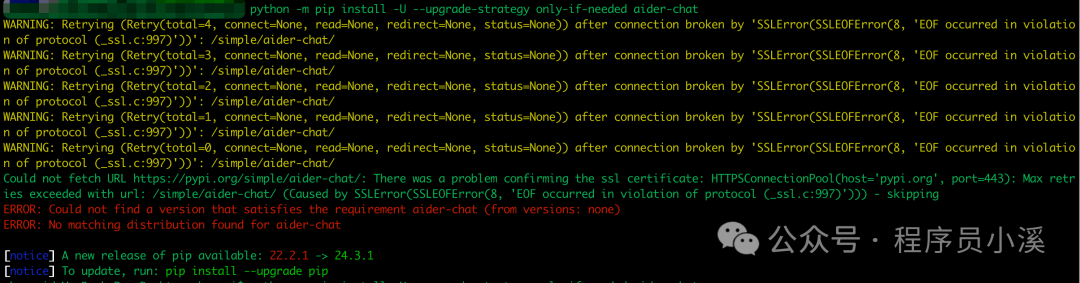 python -m pip install -U --upgrade-strategy only-if-needed aider-chat
WARNING: Retrying (Retry(total=4, connect=None, read=None, redirect=None, status=None)) after connection broken by 'SSLError(SSLEOFError(8, 'EOF occurred in violatio
n of protocol (_ssl.c:997)'))': /simple/aider-chat/
WARNING: Retrying (Retry(total=3, connect=None, read=None, redirect=None, status=None)) after connection broken by 'SSLError(SSLEOFError(8, 'EOF occurred in violatio
n of protocol (_ssl.c:997)'))': /simple/aider-chat/
WARNING: Retrying (Retry(total=2, connect=None, read=None, redirect=None, status=None)) after connection broken by 'SSLError(SSLEOFError(8, 'EOF occurred in violatio
n of protocol (_ssl.c:997)'))': /simple/aider-chat/
WARNING: Retrying (Retry(total=1, connect=None, read=None, redirect=None, status=None)) after connection broken by 'SSLError(SSLEOFError(8, 'EOF occurred in violatio
n of protocol (_ssl.c:997)'))': /simple/aider-chat/
WARNING: Retrying (Retry(total=0, connect=None, read=None, redirect=None, status=None)) after connection broken by 'SSLError(SSLEOFError(8, 'EOF occurred in violatio
n of protocol (_ssl.c:997)'))': /simple/aider-chat/
Could not fetch URL https://pypi.org/simple/aider-chat/: There was a problem confirming the ssl certificate: HTTPSConnectionPool(host='pypi.org', port=443): Max retr
ies exceeded with url: /simple/aider-chat/ (Caused by SSLError(SSLEOFError(8, 'EOF occurred in violation of protocol (_ssl.c:997)'))) - skipping
ERROR: Could not find a version that satisfies the requirement aider-chat (from versions: none)
ERROR: No matching distribution found for aider-chat
[notice] A new release of pip available: 22.2.1 -> 24.3.1
[notice] To update, run: pip install --upgrade pip
公众号 · 程序员小溪